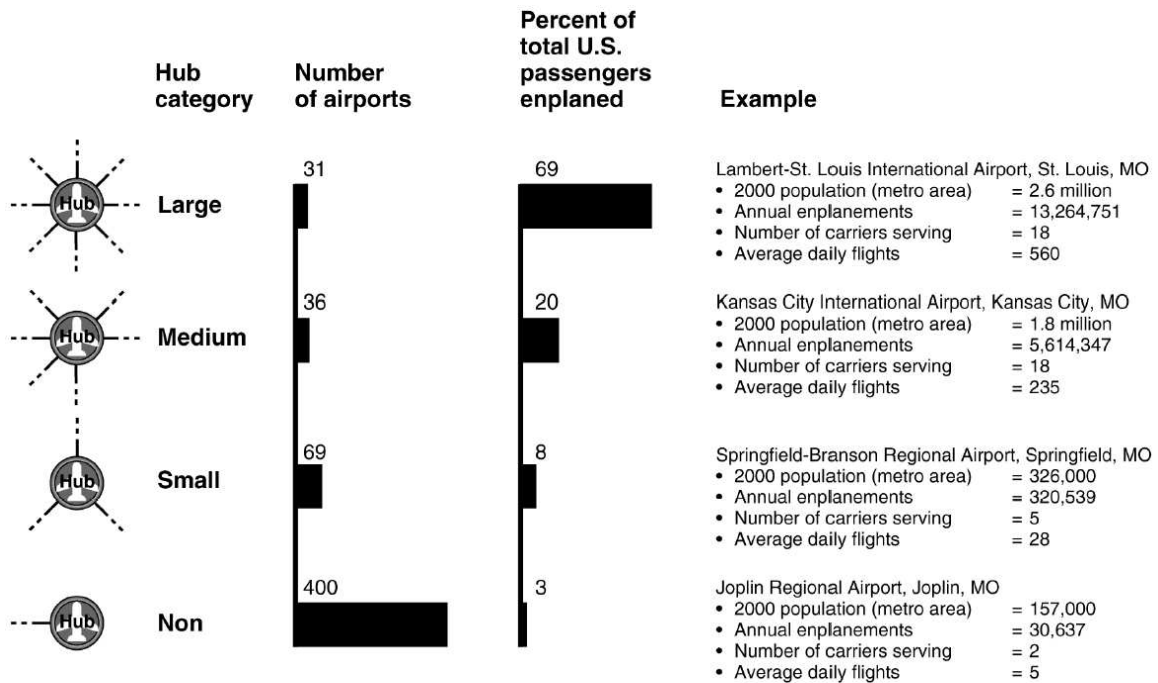 Hub
category
Number
of airports
Percent of
total U.S.
passengers
enplaned
Example
Hub
Large
31
69
Lambert-St. Louis International Airport, St. Louis, MO
• 2000 population (metro area) = 2.6 million
• Annual enplanements = 13,264,751
• Number of carriers serving = 18
• Average daily flights = 560
Hub
Medium
36
20
Kansas City International Airport, Kansas City, MO
• 2000 population (metro area) = 1.8 million
• Annual enplanements = 5,614,347
• Number of carriers serving = 18
• Average daily flights = 235
Hub
Small
69
8
Springfield-Branson Regional Airport, Springfield, MO
• 2000 population (metro area) = 326,000
• Annual enplanements = 320,539
• Number of carriers serving = 5
• Average daily flights = 28
Hub
Non
400
3
Joplin Regional Airport, Joplin, MO
• 2000 population (metro area) = 157,000
• Annual enplanements = 30,637
• Number of carriers serving = 2
• Average daily flights = 5